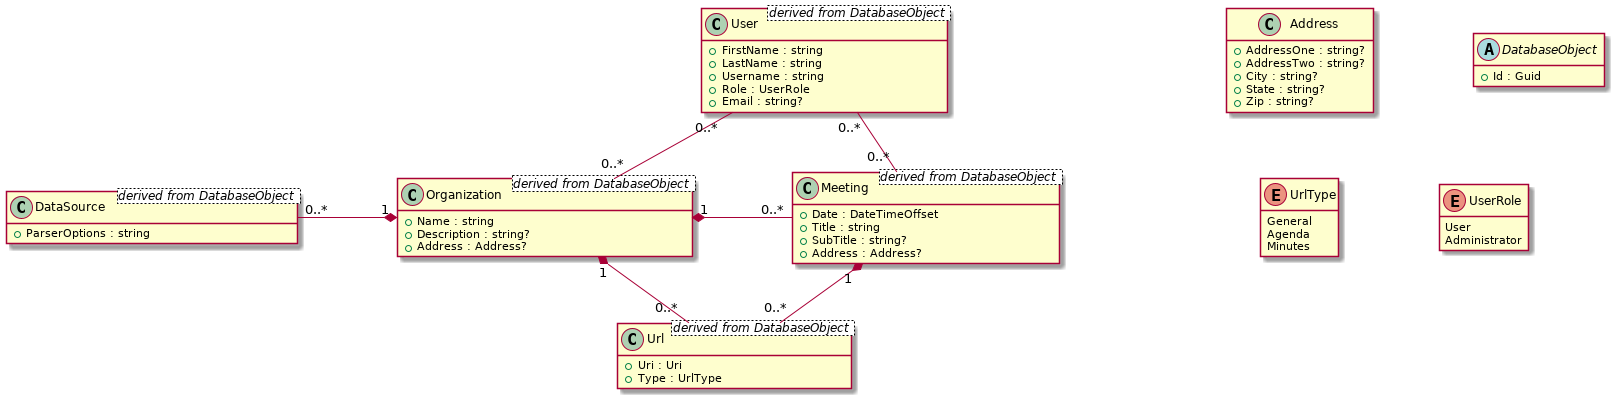 C User
derived from DatabaseObject
FirstName : string
LastName : string
Username : string
Role : UserRole
Email : string?
C Address
AddressOne : string?
AddressTwo : string?
City : string?
State : string?
Zip : string?
A DatabaseObject
Id : Guid
0..*
0..*
0..*
0..*
C DataSource
derived from DatabaseObject
ParserOptions : string
0..*
1
C Organization
derived from DatabaseObject
Name : string
Description : string?
Address : Address?
1
0..*
C Meeting
derived from DatabaseObject
Date : DateTimeOffset
Title : string
SubTitle : string?
Address : Address?
E UrlType
General
Agenda
Minutes
E UserRole
User
Administrator
1
1
0..*
0..*
C Url
derived from DatabaseObject
Uri : Uri
Type : UrlType